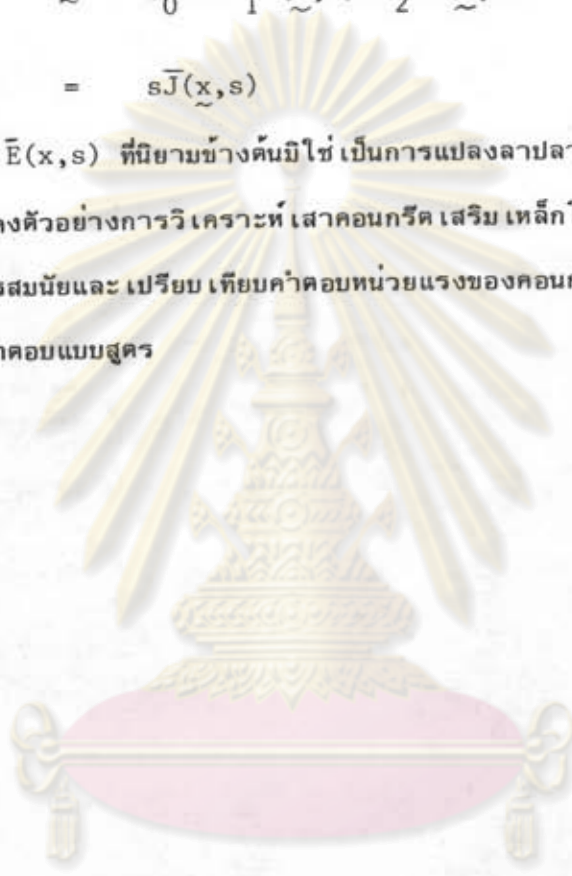 0 1 2
= sJ̅(x̰,s)
E̅(x,s) ที่นิยามข้างต้นมิใช่เป็นการแปลงลาปลา
ตัวอย่างการวิเคราะห์เสาคอนกรีตเสริมเหล็ก
สมนัยและเปรียบเทียบคำตอบหน่วยแรงของคอน
ตอบแบบสูตร